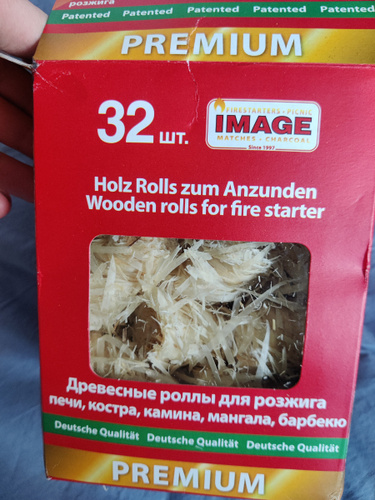 розжига
Patented Patented Patented Patented Patented
PREMIUM
32 шт.
FIRESTARTERS • PICNIC
IMAGE
MATCHES • CHARCOAL
Since 1997
Holz Rolls zum Anzunden
Wooden rolls for fire starter
Древесные роллы для розжига
печи, костра, камина, мангала, барбекю
Deutsche Qualität Deutsche Qualität Deutsche Qualität
PREMIUM